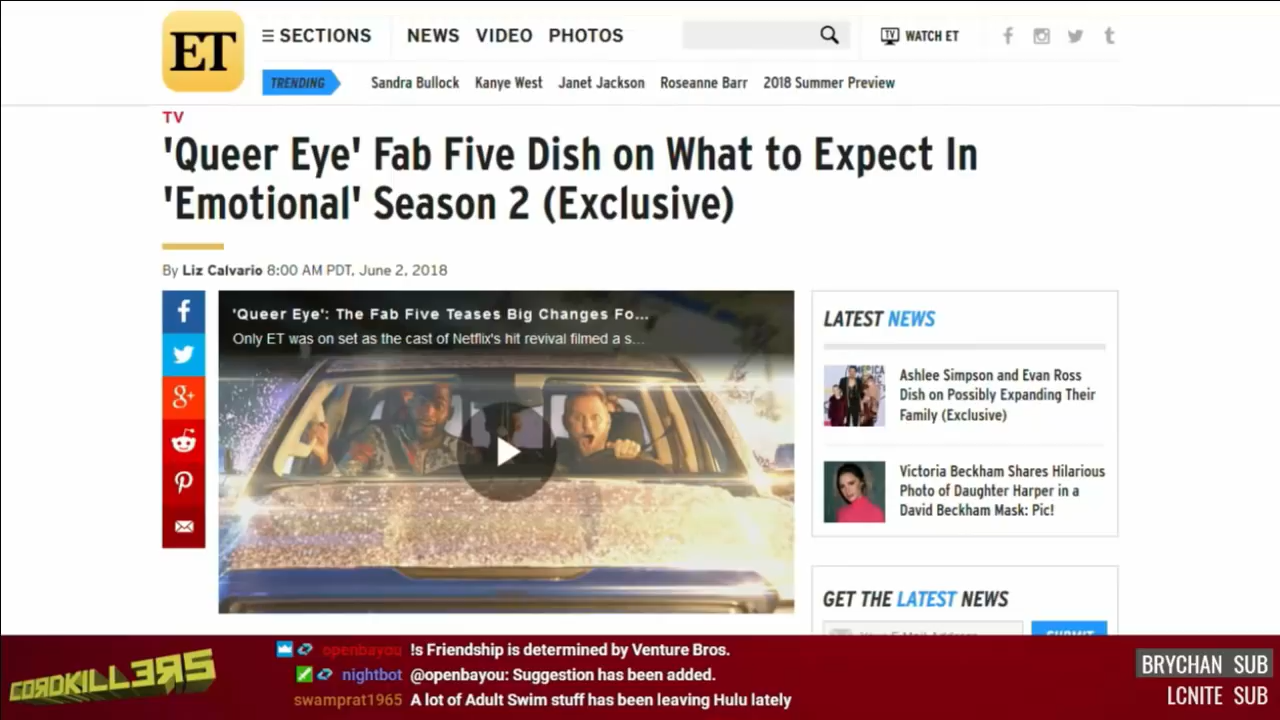 ET
SECTIONS
NEWS VIDEO PHOTOS
TV WATCH ET
TRENDING
Sandra Bullock Kanye West Janet Jackson Roseanne Barr 2018 Summer Preview
TV
'Queer Eye' Fab Five Dish on What to Expect In
'Emotional' Season 2 (Exclusive)
By Liz Calvario 8:00 AM PDT, June 2, 2018
'Queer Eye': The Fab Five Teases Big Changes Fo...
Only ET was on set as the cast of Netflix's hit revival filmed a s...
LATEST NEWS
Ashlee Simpson and Evan Ross
Dish on Possibly Expanding Their
Family (Exclusive)
Victoria Beckham Shares Hilarious
Photo of Daughter Harper in a
David Beckham Mask: Pic!
GET THE LATEST NEWS
Your E-Mail Address SUBMIT
CORDKILL3RS
openbayou !s Friendship is determined by Venture Bros.
nightbot @openbayou: Suggestion has been added.
swamprat1965 A lot of Adult Swim stuff has been leaving Hulu lately
BRYCHAN SUB
LCNITE SUB